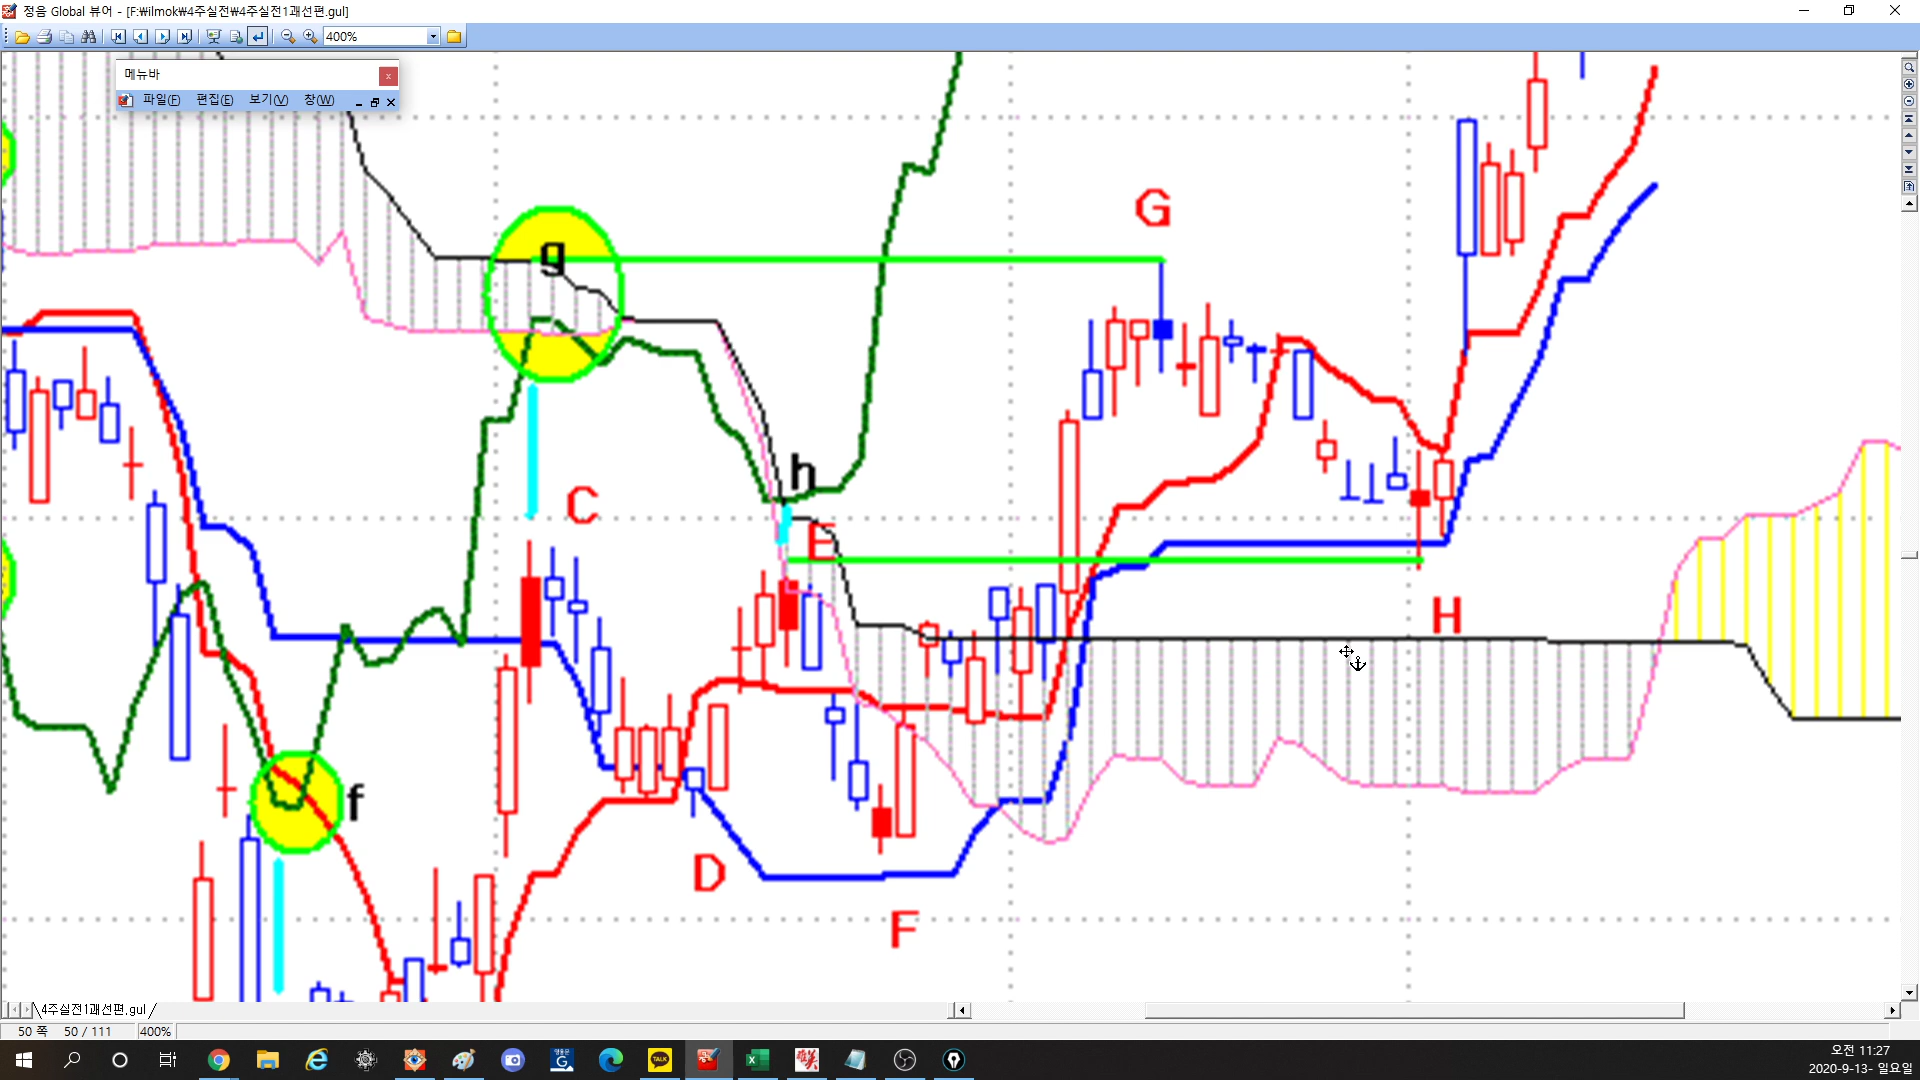 정음 Global 뷰어 - [F:₩ilmok₩4주실전₩4주실전1괘선편.gul]
400%
메뉴바
파일(F) 편집(E) 보기(V) 창(W)
g
G
h
C
E
H
f
D
F
4주실전1괘선편.gul
50 쪽 50 / 111 400%
TALK
오전 11:27
2020-9-13- 일요일